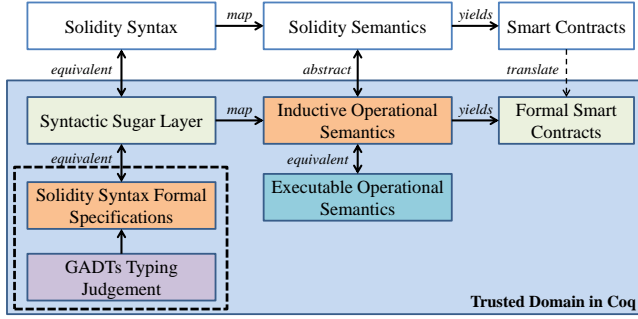 Solidity Syntax
map
Solidity Semantics
yields
Smart Contracts
equivalent
abstract
translate
Syntactic Sugar Layer
map
Inductive Operational
Semantics
yields
Formal Smart
Contracts
equivalent
equivalent
Solidity Syntax Formal
Specifications
Executable Operational
Semantics
GADTs Typing
Judgement
Trusted Domain in Coq